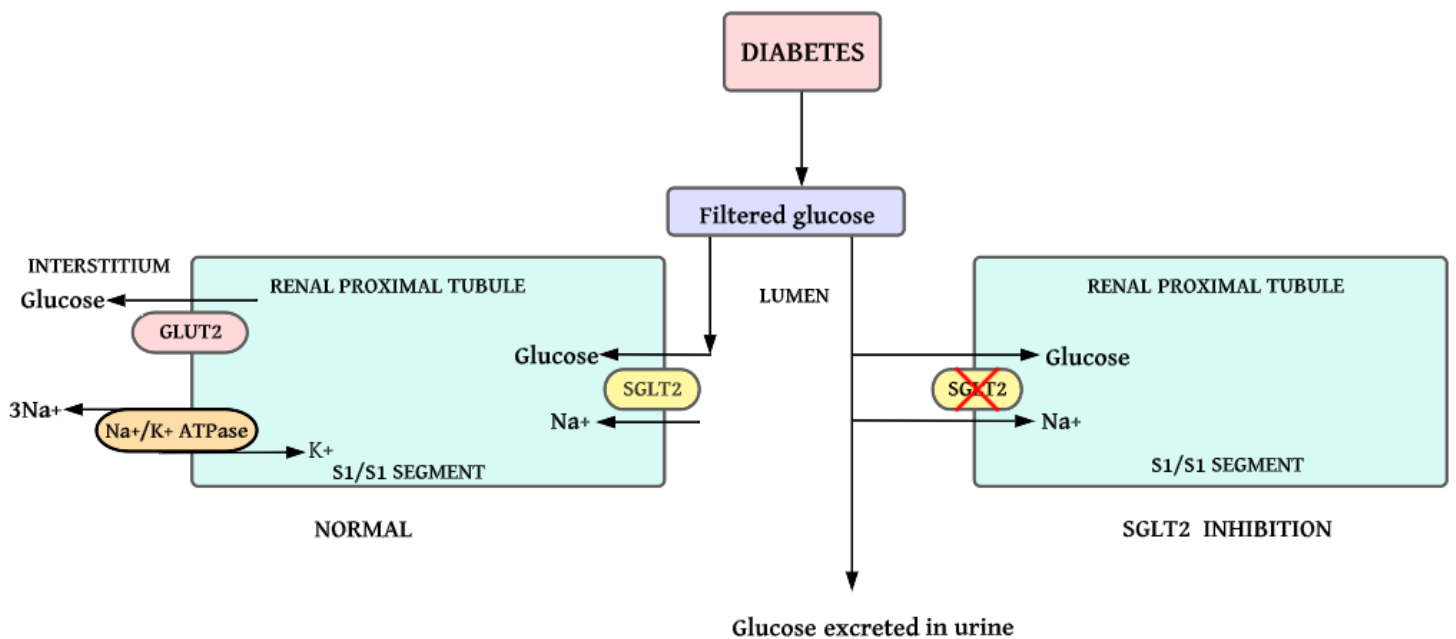 DIABETES
Filtered glucose
INTERSTITIUM
Glucose
GLUT2
3Na+
Na+/K+ ATPase
K+
RENAL PROXIMAL TUBULE
Glucose
SGLT2
Na+
S1/S1 SEGMENT
NORMAL
LUMEN
RENAL PROXIMAL TUBULE
Glucose
SGLT2
Na+
S1/S1 SEGMENT
SGLT2 INHIBITION
Glucose excreted in urine